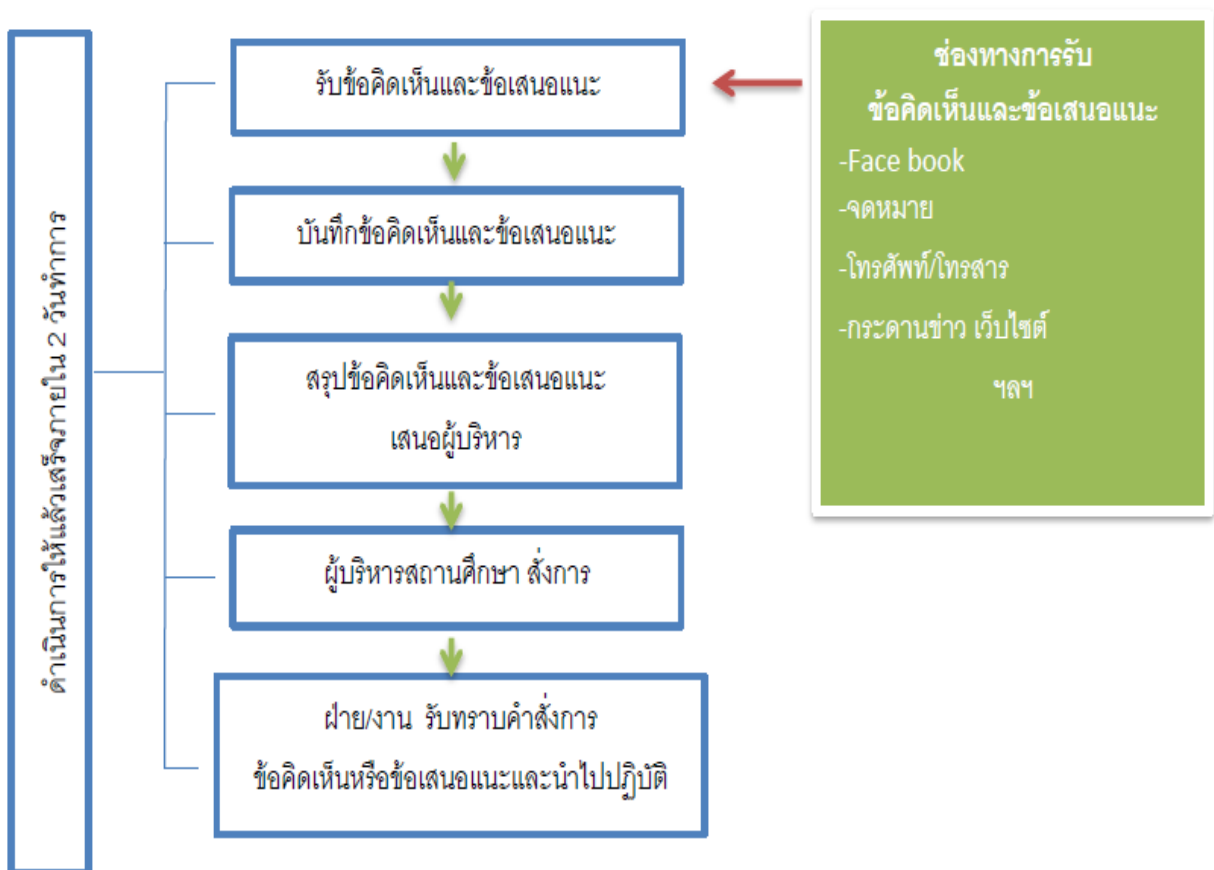 ดำเนินการให้แล้วเสร็จภายใน 2 วันทำการ
รับข้อคิดเห็นและข้อเสนอแนะ
บันทึกข้อคิดเห็นและข้อเสนอแนะ
สรุปข้อคิดเห็นและข้อเสนอแนะ
เสนอผู้บริหาร
ผู้บริหารสถานศึกษา สั่งการ
ฝ่าย/งาน รับทราบคำสั่งการ
ข้อคิดเห็นหรือข้อเสนอแนะและนำไปปฏิบัติ
ช่องทางการรับ
ข้อคิดเห็นและข้อเสนอแนะ
-Face book
-จดหมาย
-โทรศัพท์/โทรสาร
-กระดานข่าว เว็บไซต์
ฯลฯ